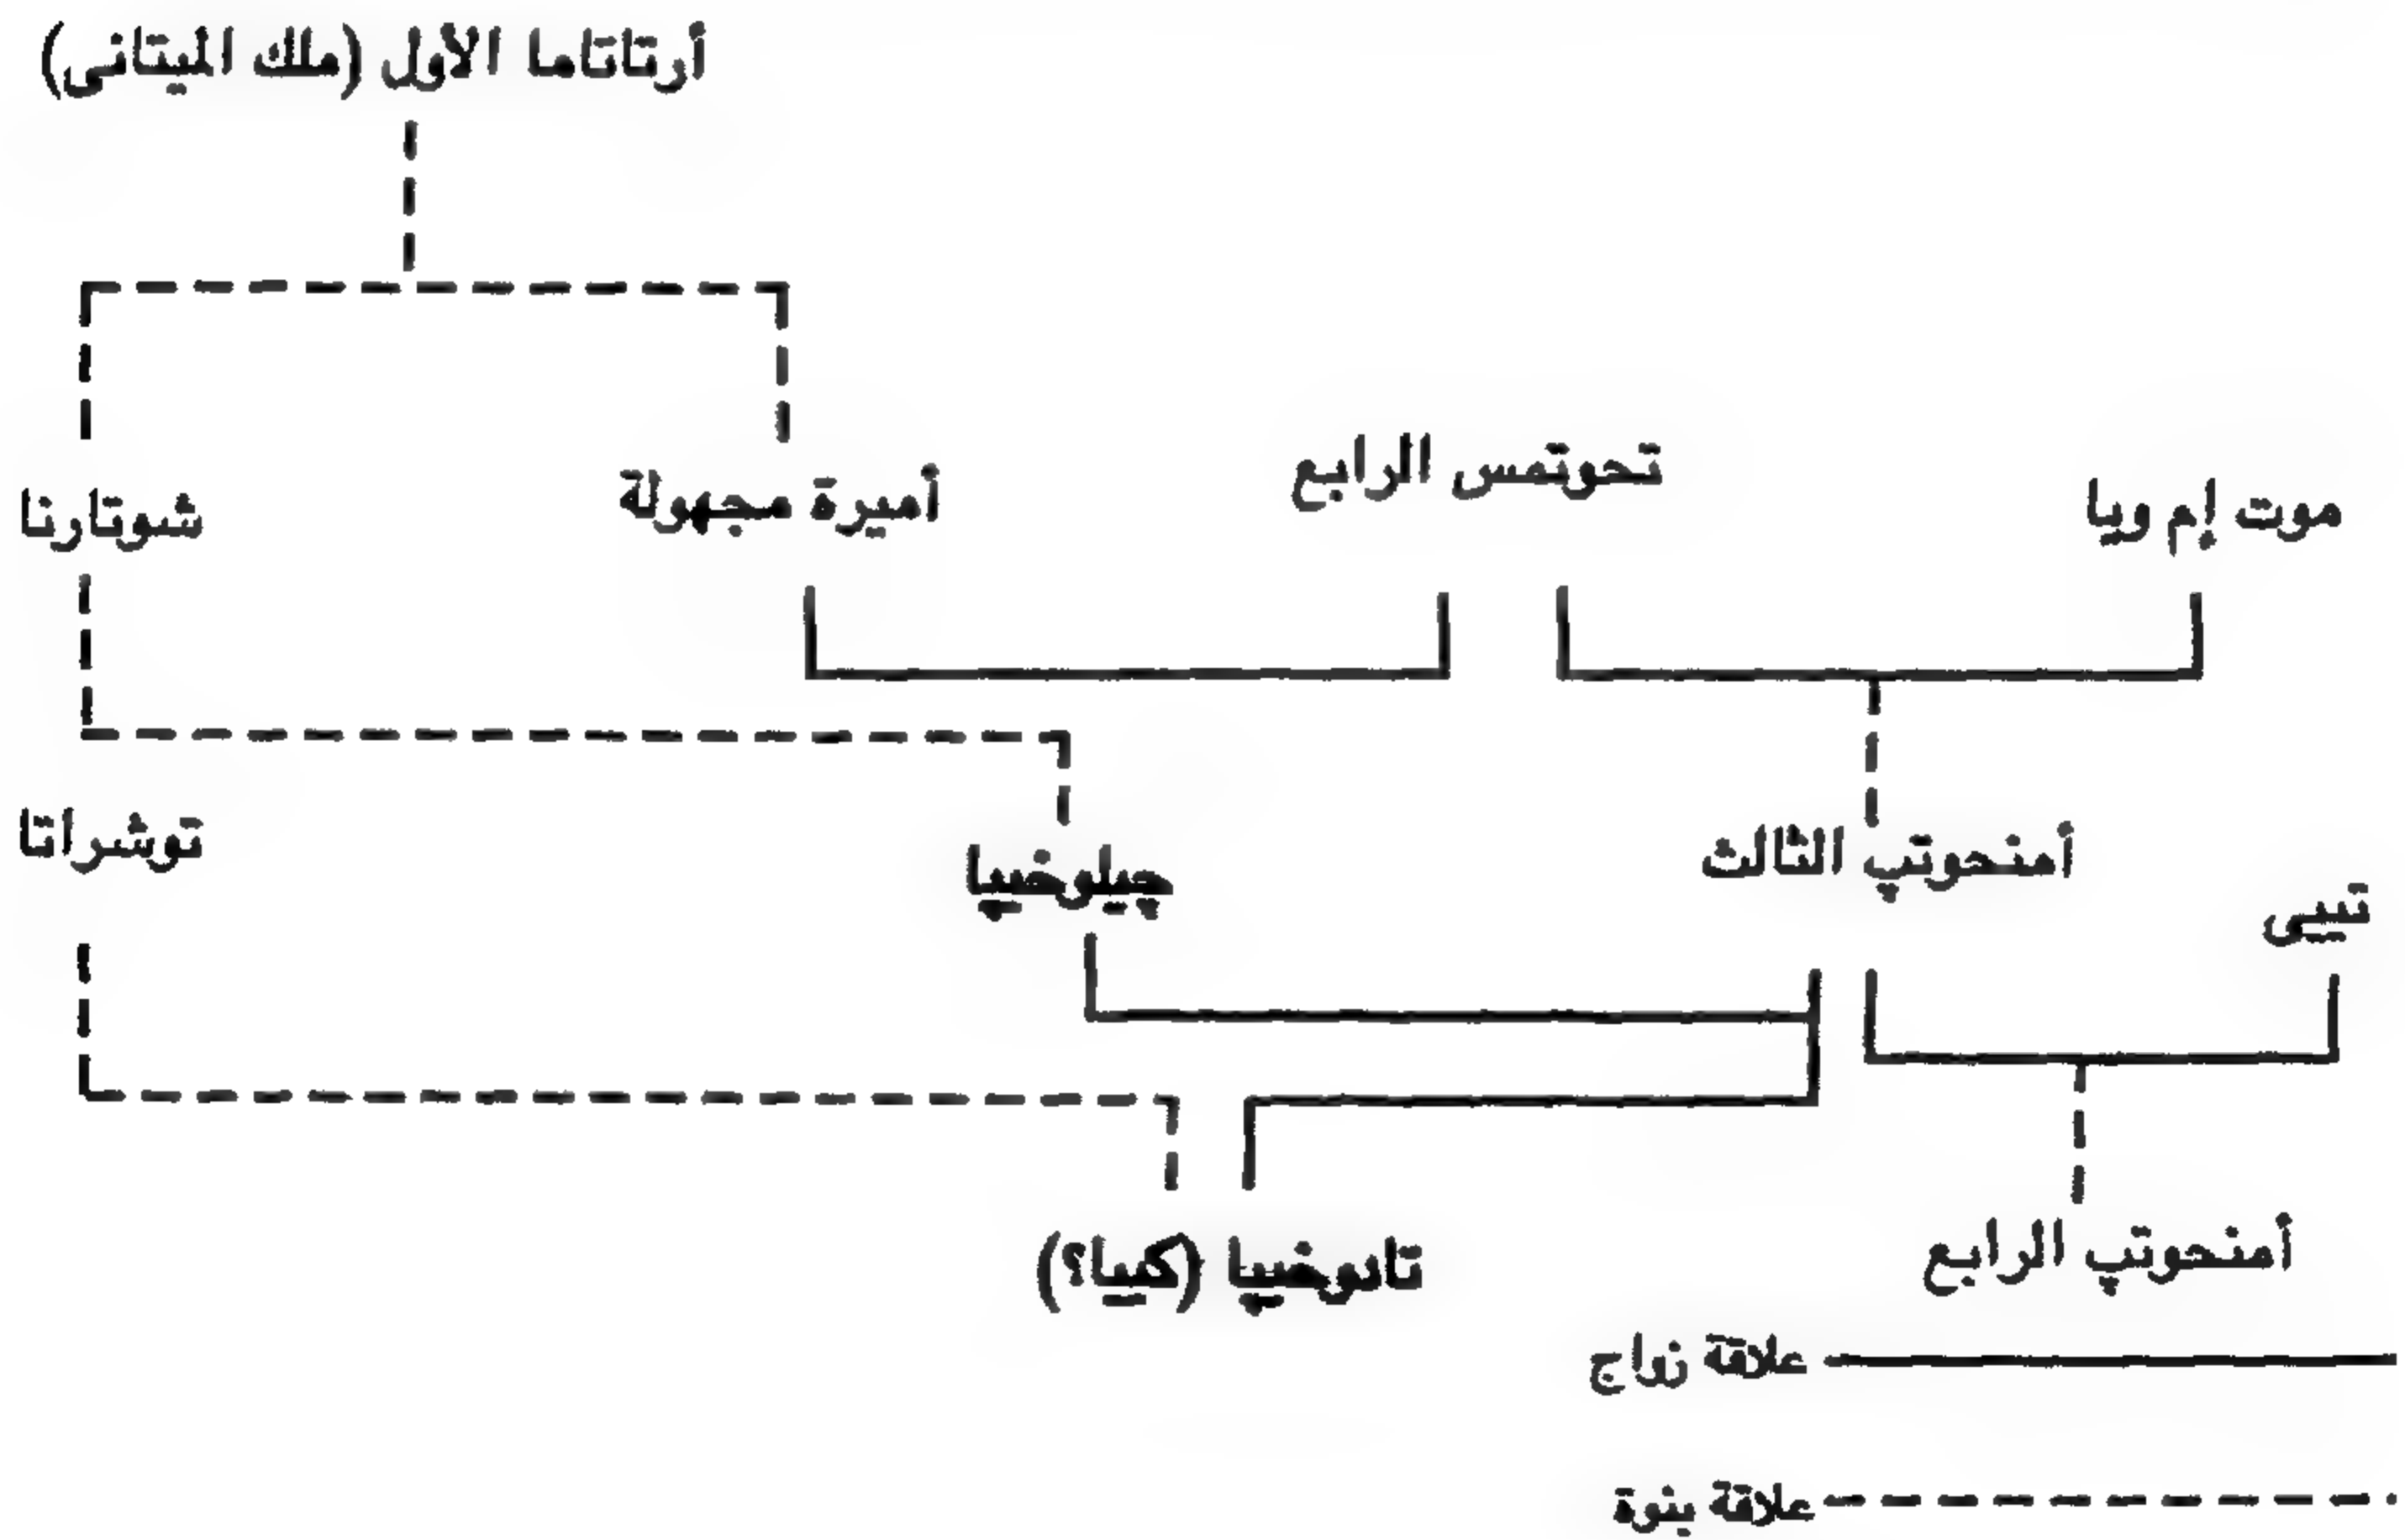 أرتاتاما الأول (ملك الميتانى)
موت إم ويا
تحوتمس الرابع
أميرة مجهولة
شوتارنا
تيى
أمنحوتپ الثالث
چيلوخيپا
توشراتا
أمنحوتپ الرابع
تادوخيپا (كييا؟)
علاقة زواج
علاقة بنوة